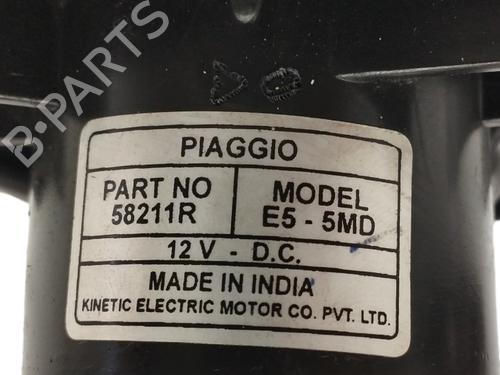 B-PARTS
PIAGGIO
PART NO
58211R
MODEL
E5 - 5MD
12 V - D.C.
MADE IN INDIA
KINETIC ELECTRIC MOTOR CO. PVT. LTD.